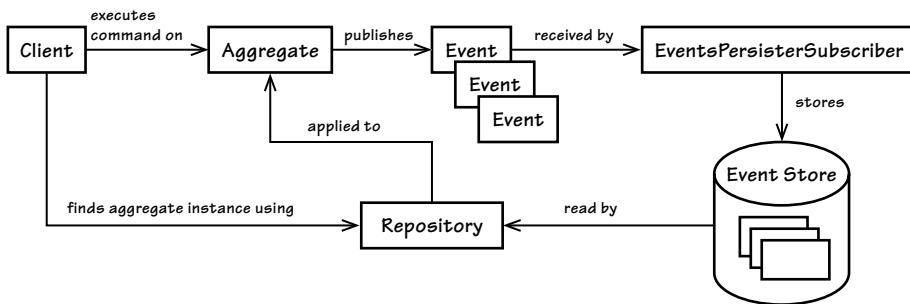 executes
command on
Client
Aggregate
publishes
Event
Event
Event
received by
EventsPersisterSubscriber
stores
applied to
Event Store
finds aggregate instance using
Repository
read by